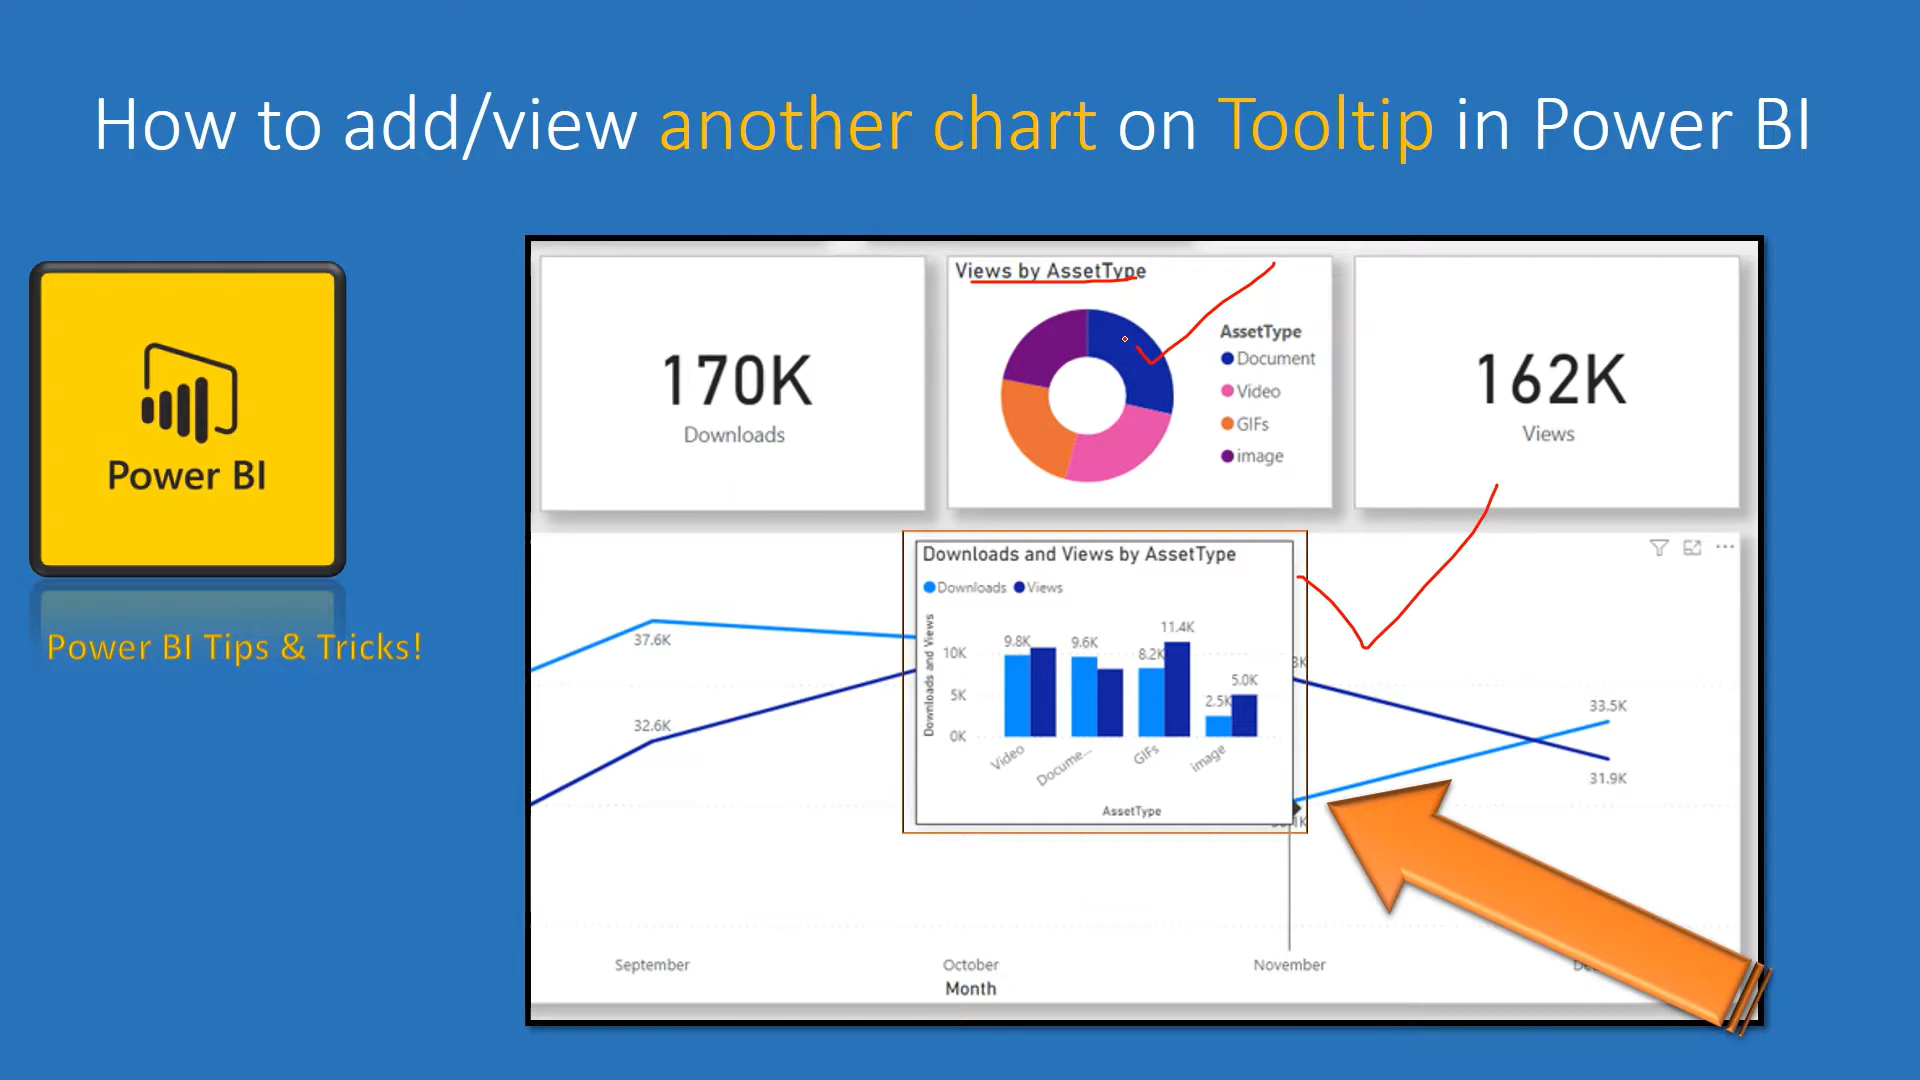 How to add/view another chart on Tooltip in Power BI
Power BI
Power BI Tips & Tricks!
170K
Downloads
Views by AssetType
AssetType
Document
Video
GIFs
image
162K
Views
Downloads and Views by AssetType
Downloads Views
Downloads and Views
10K
5K
0K
9.8K
9.6K
8.2K
11.4K
2.5K
5.0K
Video
Docume...
GIFs
image
AssetType
37.6K
32.6K
33.5K
31.9K
September
October
November
Month